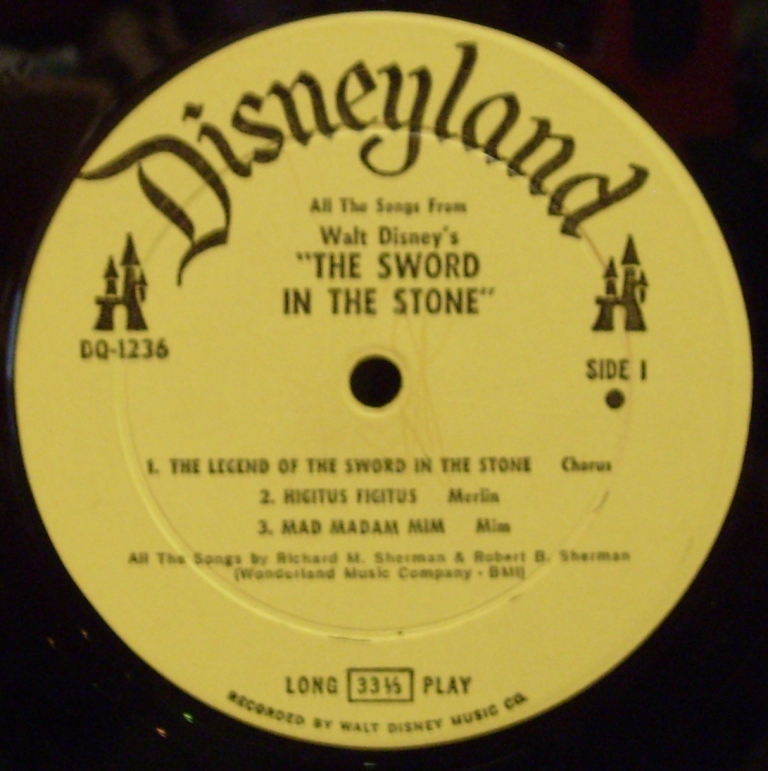 Disneyland
All The Songs From
Walt Disney's
"THE SWORD
IN THE STONE"
DQ-1236
SIDE 1
1. THE LEGEND OF THE SWORD IN THE STONE Chorus
2. HIGITUS FIGITUS Merlin
3. MAD MADAM MIM Mim
All The Songs by Richard M. Sherman & Robert B. Sherman
(Wonderland Music Company - BMI)
LONG 33⅓ PLAY
RECORDED BY WALT DISNEY MUSIC CO.